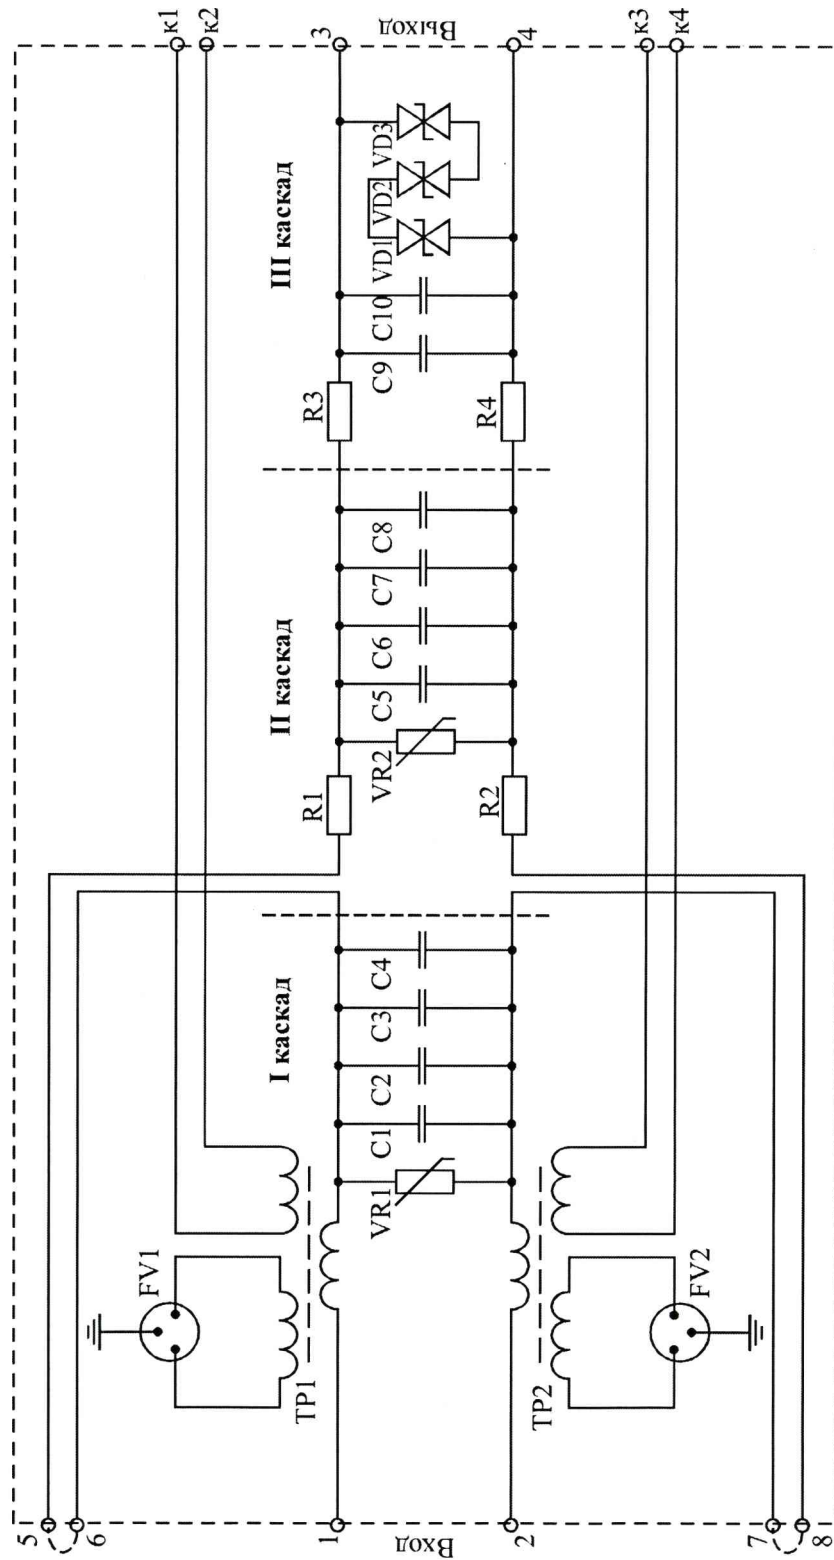 5
6
1
Вход
2
7
8
FV1
ТР1
ТР2
FV2
I каскад
VR1
C1
C2
C3
C4
II каскад
R1
R2
VR2
C5
C6
C7
C8
III каскад
R3
R4
C9
C10
VD1
VD2
VD3
к1
к2
3
Выход
4
к3
к4